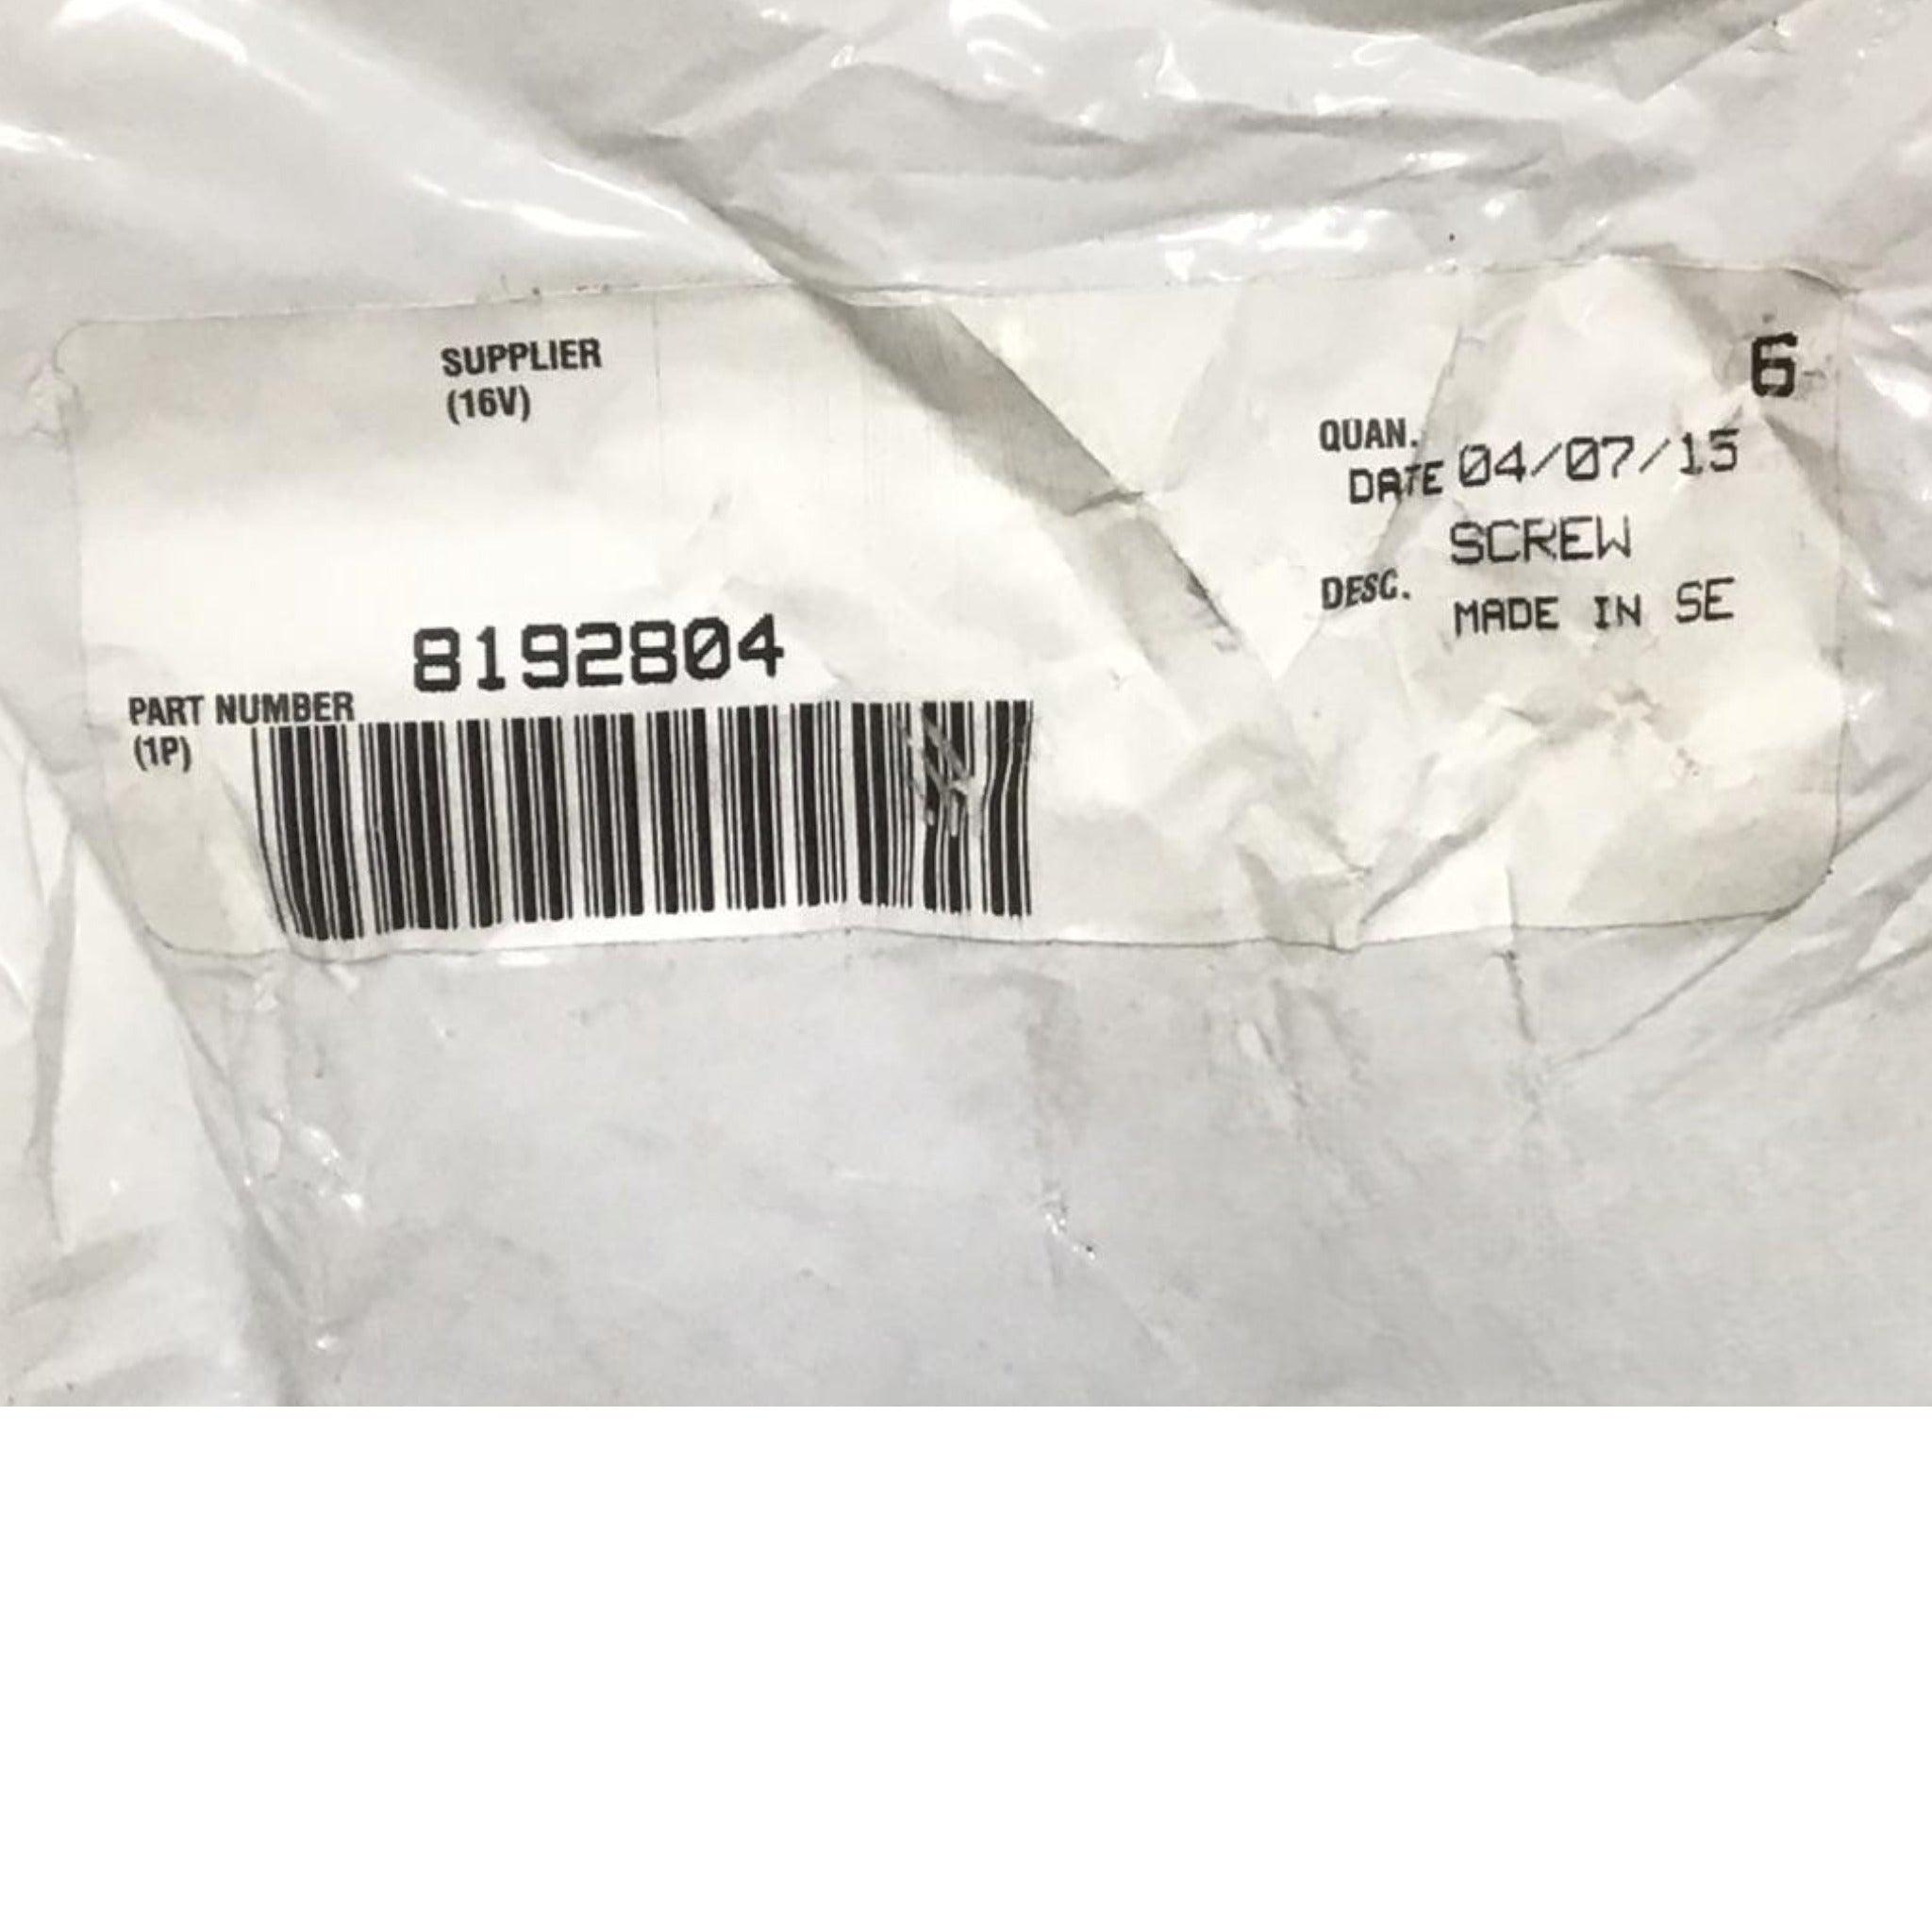 SUPPLIER
(16V)
6
QUAN.
DATE 04/07/15
SCREW
DESC.
MADE IN SE
8192804
PART NUMBER
(1P)